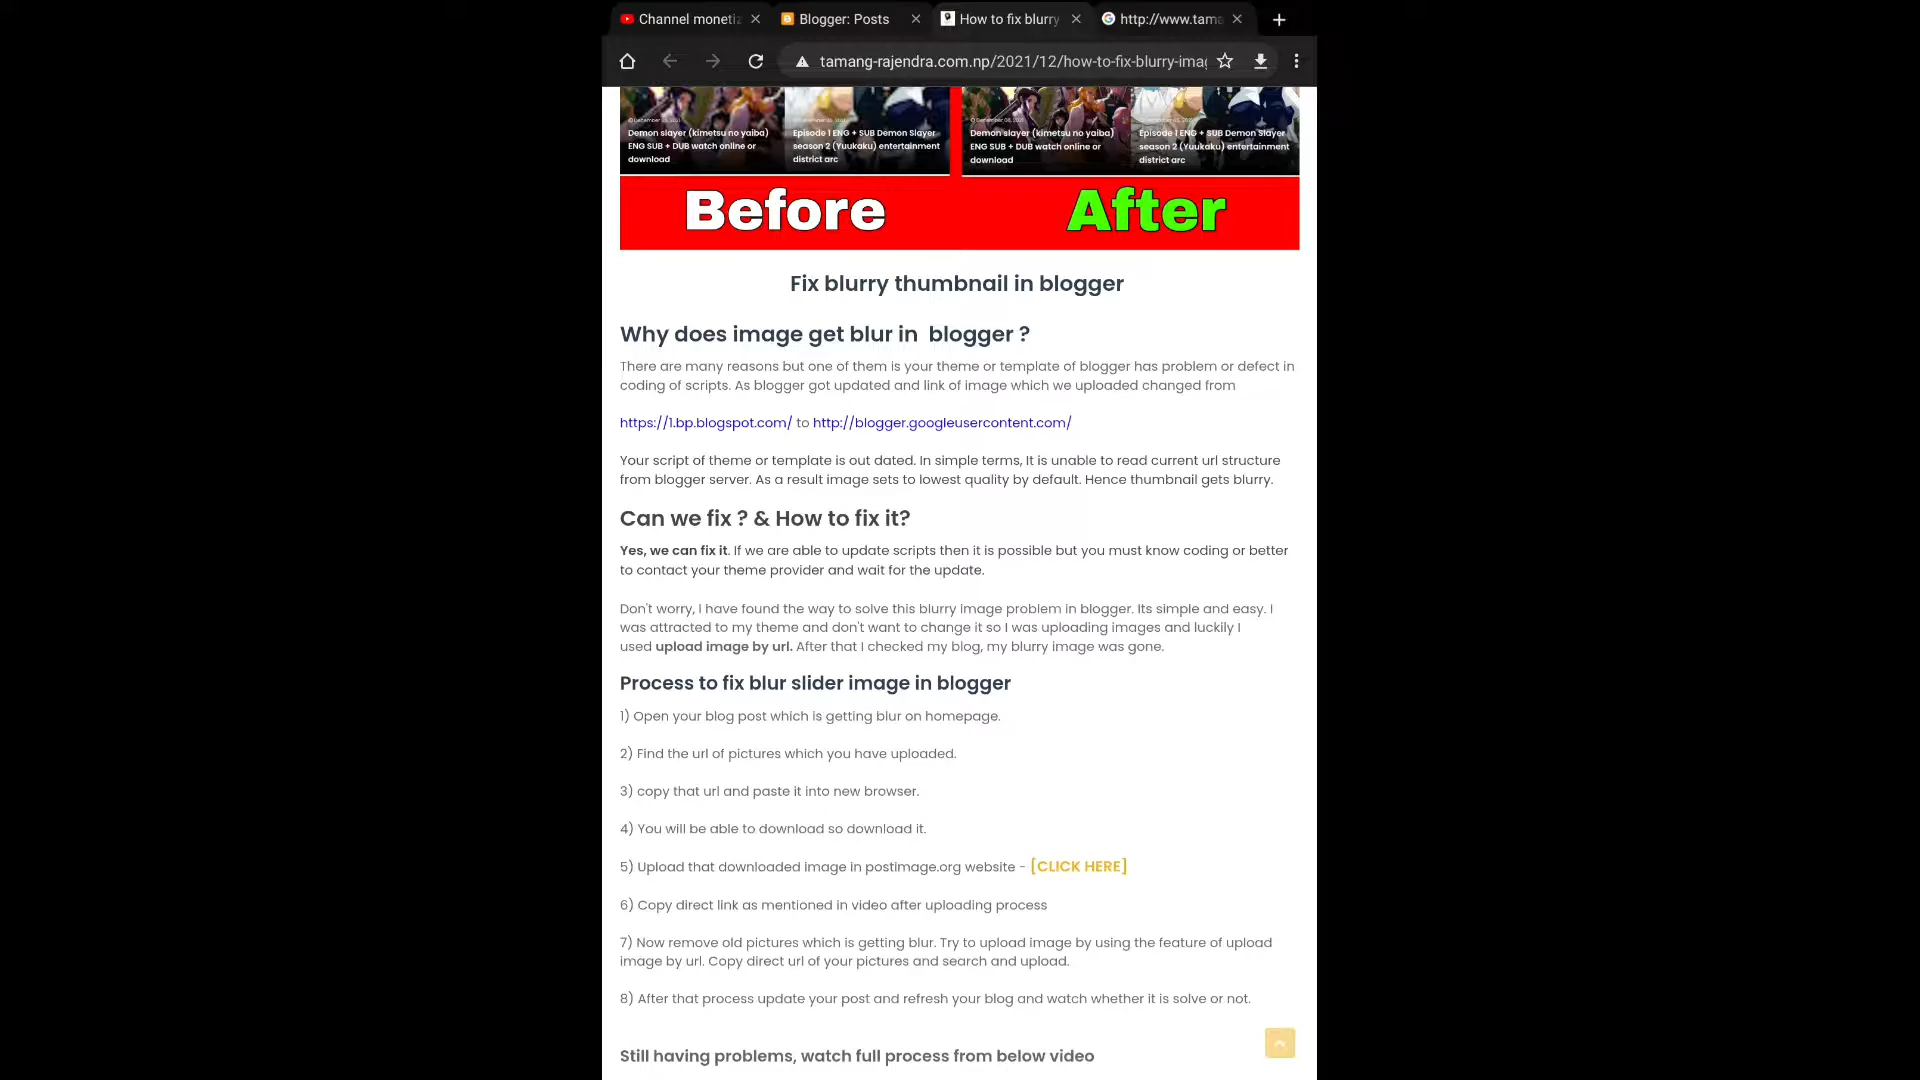 Channel moneti
Blogger: Posts
How to fix blurry
http://www.tama
tamang-rajendra.com.np/2021/12/how-to-fix-blurry-imag
Demon slayer (kimetsu no yaiba)
ENG SUB + DUB watch online or
download
Episode 1 ENG + SUB Demon Slayer
season 2 (Yuukaku) entertainment
district arc
Demon slayer (kimetsu no yaiba)
ENG SUB + DUB watch online or
download
Episode 1 ENG + SUB Demon Slayer
season 2 (Yuukaku) entertainment
district arc
Before
After
Fix blurry thumbnail in blogger
Why does image get blur in blogger ?
There are many reasons but one of them is your theme or template of blogger has problem or defect in
coding of scripts. As blogger got updated and link of image which we uploaded changed from
https://1.bp.blogspot.com/ to http://blogger.googleusercontent.com/
Your script of theme or template is out dated. In simple terms, It is unable to read current url structure
from blogger server. As a result image sets to lowest quality by default. Hence thumbnail gets blurry.
Can we fix ? & How to fix it?
Yes, we can fix it. If we are able to update scripts then it is possible but you must know coding or better
to contact your theme provider and wait for the update.
Don't worry, I have found the way to solve this blurry image problem in blogger. Its simple and easy. I
was attracted to my theme and don't want to change it so I was uploading images and luckily I
used upload image by url. After that I checked my blog, my blurry image was gone.
Process to fix blur slider image in blogger
1) Open your blog post which is getting blur on homepage.
2) Find the url of pictures which you have uploaded.
3) copy that url and paste it into new browser.
4) You will be able to download so download it.
5) Upload that downloaded image in postimage.org website - [CLICK HERE]
6) Copy direct link as mentioned in video after uploading process
7) Now remove old pictures which is getting blur. Try to upload image by using the feature of upload
image by url. Copy direct url of your pictures and search and upload.
8) After that process update your post and refresh your blog and watch whether it is solve or not.
Still having problems, watch full process from below video